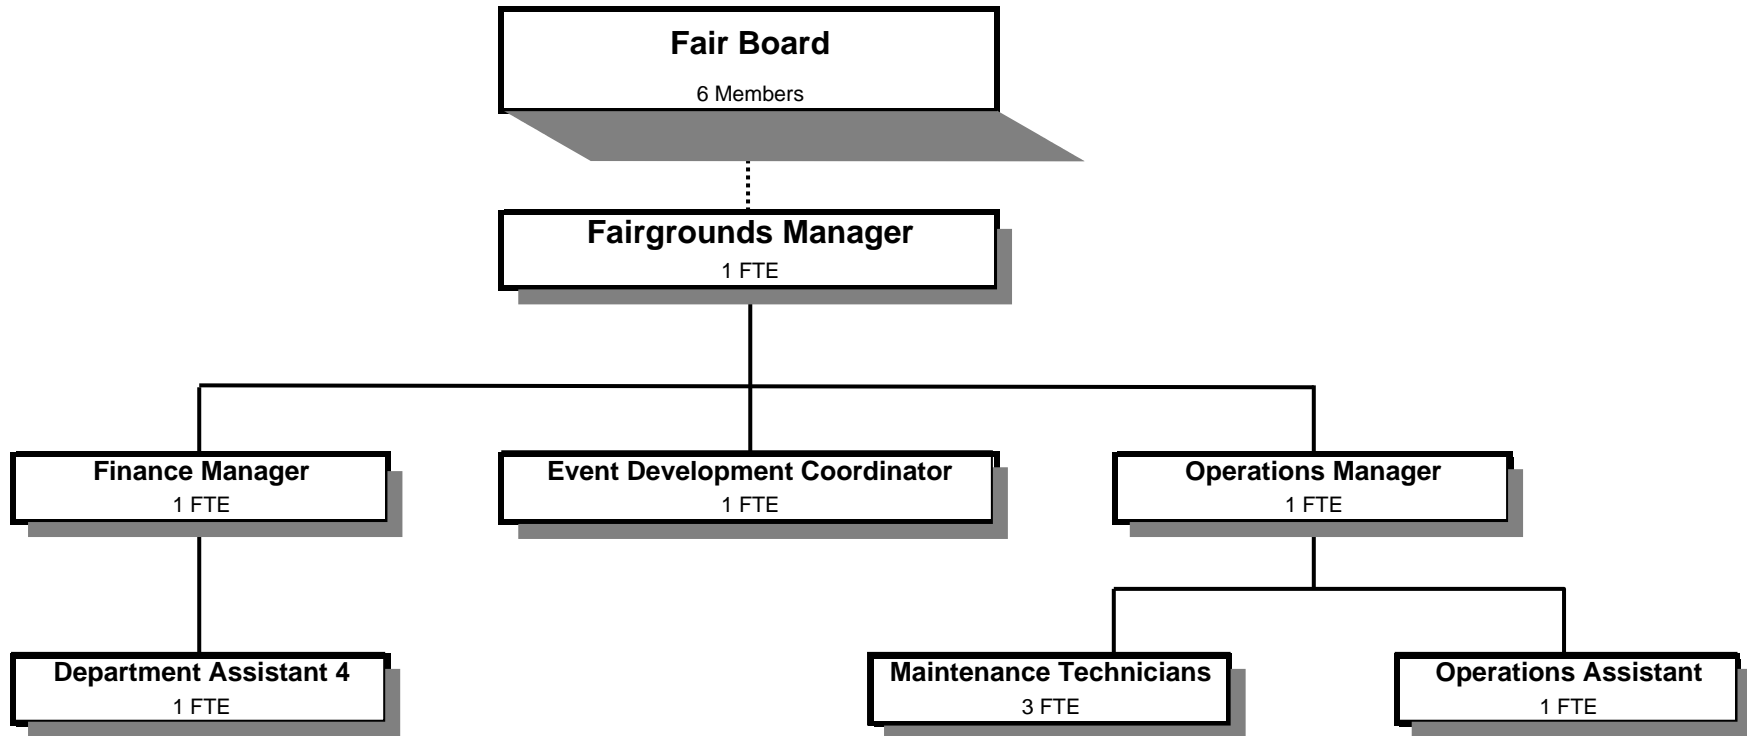 Fair Board
6 Members
Fairgrounds Manager
1 FTE
Finance Manager
1 FTE
Event Development Coordinator
1 FTE
Operations Manager
1 FTE
Department Assistant 4
1 FTE
Maintenance Technicians
3 FTE
Operations Assistant
1 FTE